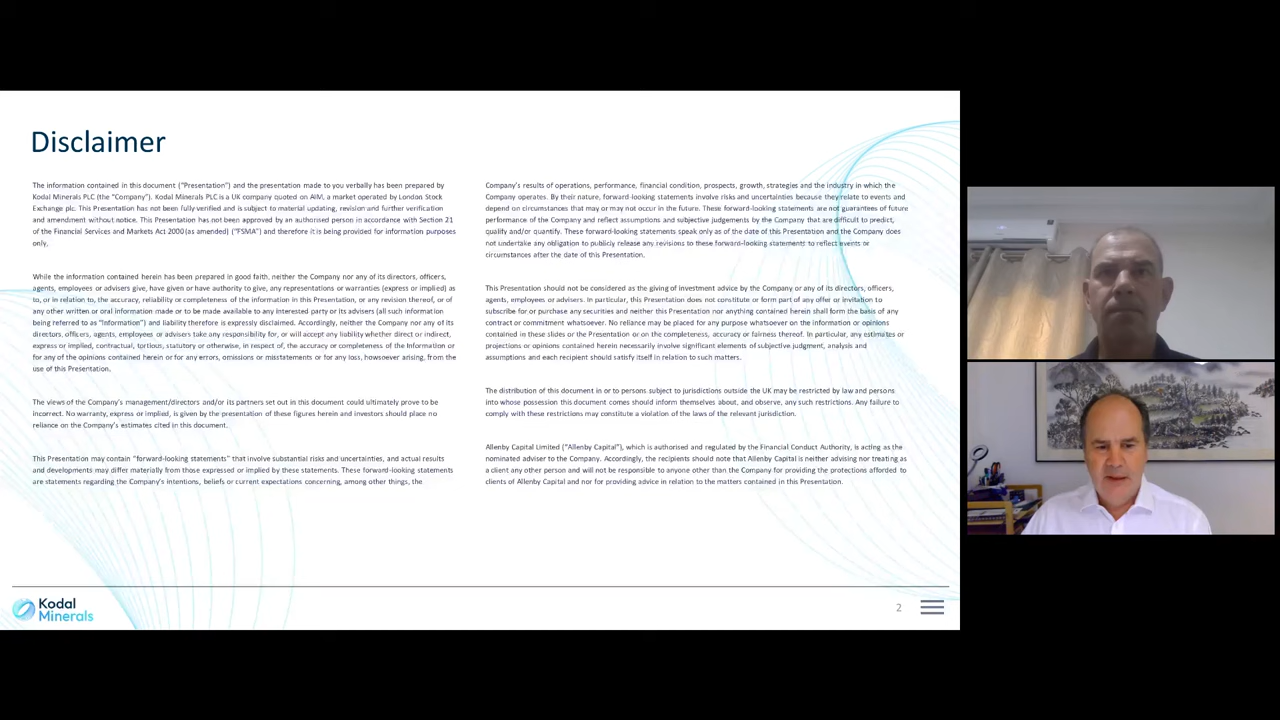 Disclaimer
The information contained in this document (“Presentation”) and the presentation made to you verbally has been prepared by
Kodal Minerals PLC (the “Company”). Kodal Minerals PLC is a UK company quoted on AIM, a market operated by London Stock
Exchange plc. This Presentation has not been fully verified and is subject to material updating, revision and further verification
and amendment without notice. This Presentation has not been approved by an authorised person in accordance with Section 21
of the Financial Services and Markets Act 2000(as amended) (“FSMA”) and therefore it is being provided for information purposes
only.
While the information contained herein has been prepared in good faith, neither the Company nor any of its directors, officers,
agents, employees or advisers give, have given or have authority to give, any representations or warranties (express or implied) as
to, or in relation to, the accuracy, reliability or completeness of the information in this Presentation, or any revision thereof, or of
any other written or oral information made or to be made available to any interested party or its advisers (all such information
being referred to as “Information”) and liability therefore is expressly disclaimed. Accordingly, neither the Company nor any of its
directors, officers, agents, employees or advisers take any responsibility for, or will accept any liability whether direct or indirect,
express or implied, contractual, tortious, statutory or otherwise, in respect of, the accuracy or completeness of the Information or
for any of the opinions contained herein or for any errors, omissions or misstatements or for any loss, howsoever arising, from the
use of this Presentation.
The views of the Company’s management/directors and/or its partners set out in this document could ultimately prove to be
incorrect. No warranty, express or implied, is given by the presentation of these figures herein and investors should place no
reliance on the Company’s estimates cited in this document.
This Presentation may contain “forward-looking statements” that involve substantial risks and uncertainties, and actual results
and developments may differ materially from those expressed or implied by these statements. These forward-looking statements
are statements regarding the Company’s intentions, beliefs or current expectations concerning, among other things, the
Company’s results of operations, performance, financial condition, prospects, growth, strategies and the industry in which the
Company operates. By their nature, forward-looking statements involve risks and uncertainties because they relate to events and
depend on circumstances that may or may not occur in the future. These forward-looking statements are not guarantees of future
performance of the Company and reflect assumptions and subjective judgements by the Company that are difficult to predict,
qualify and/or quantify. These forward-looking statements speak only as of the date of this Presentation and the Company does
not undertake any obligation to publicly release any revisions to these forward-looking statements to reflect events or
circumstances after the date of this Presentation.
This Presentation should not be considered as the giving of investment advice by the Company or any of its directors, officers,
agents, employees or advisers. In particular, this Presentation does not constitute or form part of any offer or invitation to
subscribe for or purchase any securities and neither this Presentation nor anything contained herein shall form the basis of any
contract or commitment whatsoever. No reliance may be placed for any purpose whatsoever on the information or opinions
contained in these slides or the Presentation or on the completeness, accuracy or fairness thereof. In particular, any estimates or
projections or opinions contained herein necessarily involve significant elements of subjective judgment, analysis and
assumptions and each recipient should satisfy itself in relation to such matters.
The distribution of this document in or to persons subject to jurisdictions outside the UK may be restricted by law and persons
into whose possession this document comes should inform themselves about, and observe, any such restrictions. Any failure to
comply with these restrictions may constitute a violation of the laws of the relevant jurisdiction.
Allenby Capital Limited (“Allenby Capital”), which is authorised and regulated by the Financial Conduct Authority, is acting as the
nominated adviser to the Company. Accordingly, the recipients should note that Allenby Capital is neither advising nor treating as
a client any other person and will not be responsible to anyone other than the Company for providing the protections afforded to
clients of Allenby Capital and nor for providing advice in relation to the matters contained in this Presentation.
Kodal
Minerals
2